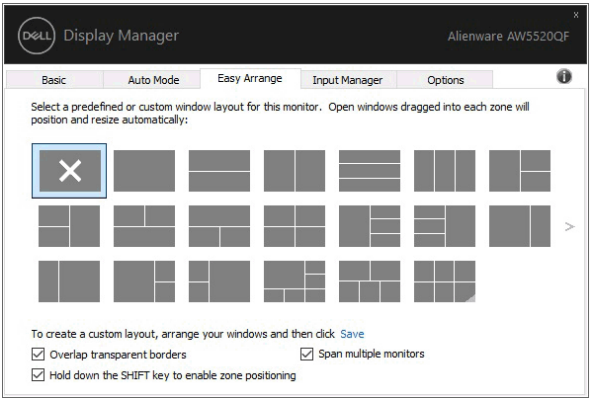 x
DELL Display Manager
Alienware AW5520QF
Basic
Auto Mode
Easy Arrange
Input Manager
Options
i
Select a predefined or custom window layout for this monitor. Open windows dragged into each zone will
position and resize automatically:
>
To create a custom layout, arrange your windows and then click Save
Overlap transparent borders
Span multiple monitors
Hold down the SHIFT key to enable zone positioning